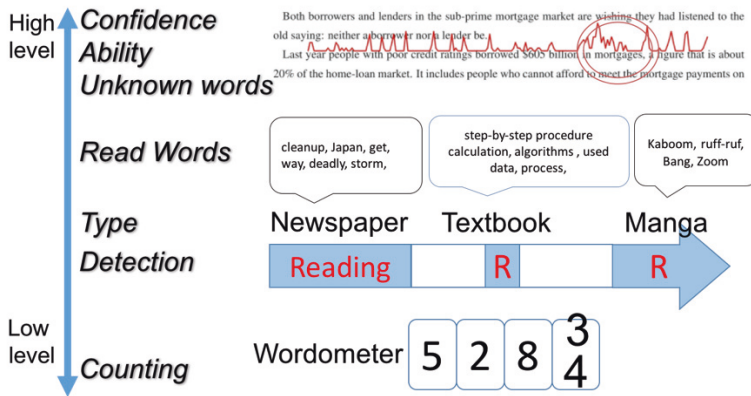 High
level
Confidence
Ability
Unknown words
Both borrowers and lenders in the sub-prime mortgage market are wishing they had listened to the
old saying: neither a borrower nor a lender be.
Last year people with poor credit ratings borrowed $605 billion in mortgages, a figure that is about
20% of the home-loan market. It includes people who cannot afford to meet the mortgage payments on
Read Words
cleanup, Japan, get,
way, deadly, storm,
step-by-step procedure
calculation, algorithms , used
data, process,
Kaboom, ruff-ruf,
Bang, Zoom
Type
Newspaper
Textbook
Manga
Detection
Reading
R
R
Low
level
Counting
Wordometer
5 2 8 3
4